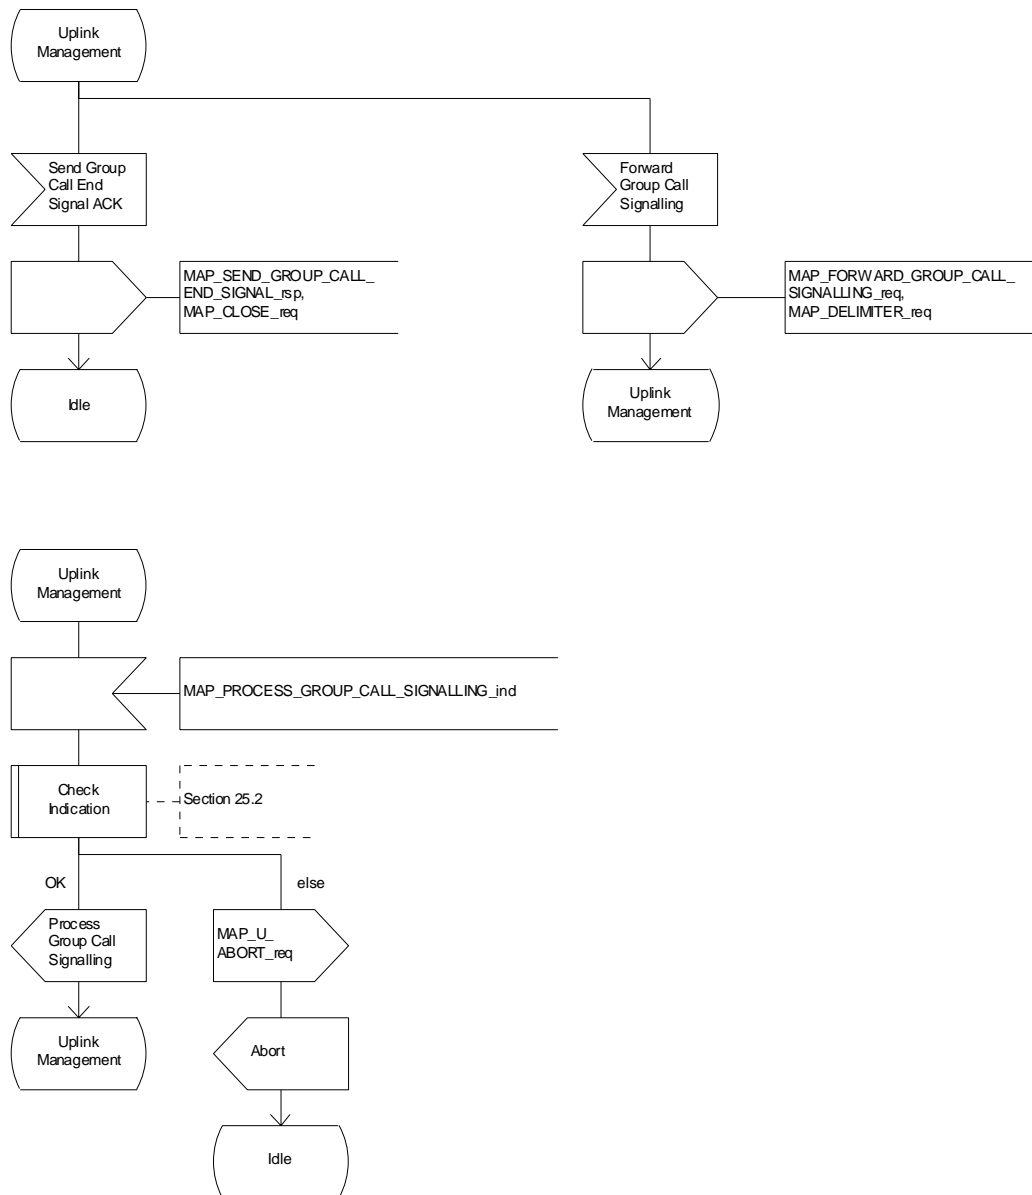 Uplink
Management
Send Group
Call End
Signal ACK
Forward
Group Call
Signalling
MAP_SEND_GROUP_CALL_
END_SIGNAL_rsp,
MAP_CLOSE_req
MAP_FORWARD_GROUP_CALL_
SIGNALLING_req,
MAP_DELIMITER_req
Idle
Uplink
Management
Uplink
Management
MAP_PROCESS_GROUP_CALL_SIGNALLING_ind
Check
Indication
Section 25.2
OK
else
Process
Group Call
Signalling
MAP_U_
ABORT_req
Uplink
Management
Abort
Idle